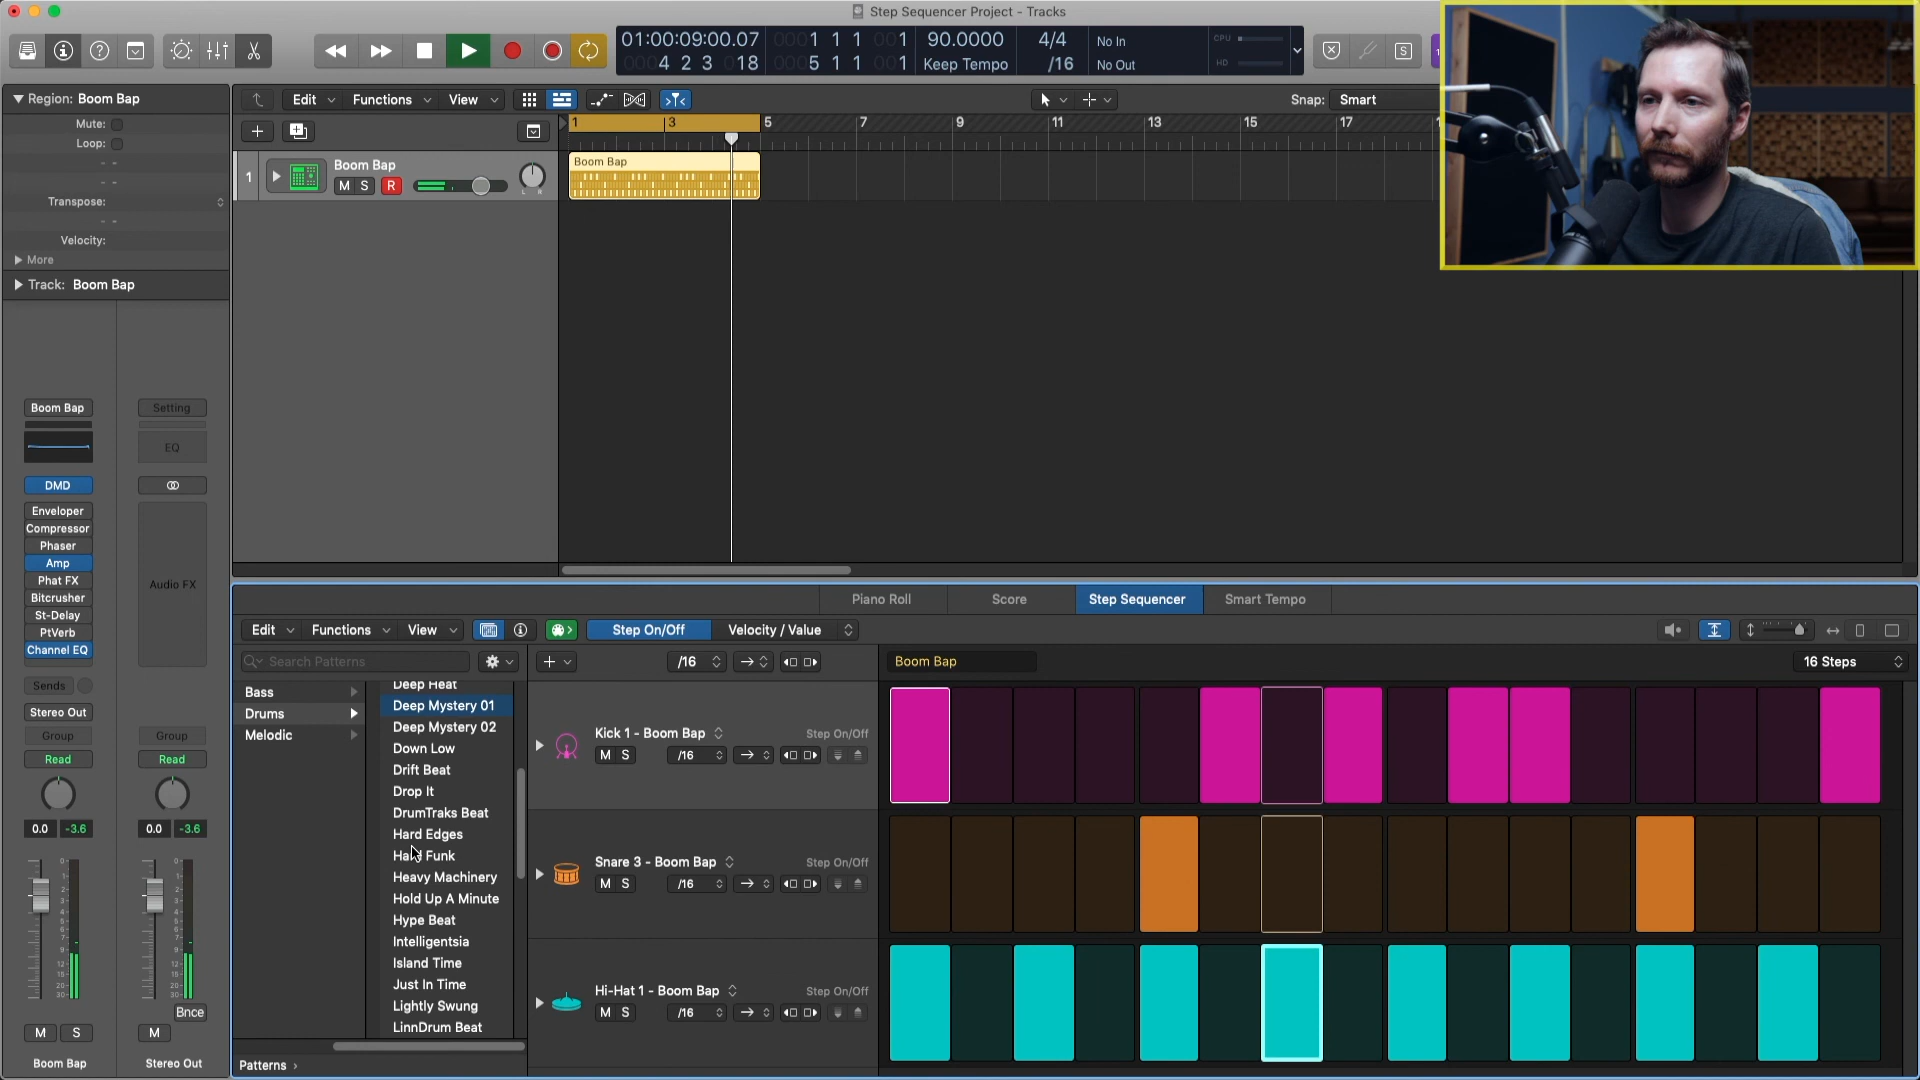 Step Sequencer Project - Tracks
01:00:09:00.07
0001 1 1 001
90.0000
4/4
No In
CPU
0004 2 3 018
0005 1 1 001
Keep Tempo
/16
No Out
HD
S
Region: Boom Bap
Mute:
Loop:
Transpose:
Velocity:
More
Track: Boom Bap
Edit
Functions
View
Snap: Smart
1
3
5
7
9
11
13
15
17
1
Boom Bap
M
S
R
L R
Boom Bap
Boom Bap
Setting
EQ
DMD
Enveloper
Compressor
Phaser
Amp
Phat FX
Bitcrusher
St-Delay
PtVerb
Channel EQ
Audio FX
Sends
Stereo Out
Group
Group
Read
Read
0.0
-3.6
0.0
-3.6
Bnce
M
S
M
Boom Bap
Stereo Out
Piano Roll
Score
Step Sequencer
Smart Tempo
Edit
Functions
View
Step On/Off
Velocity / Value
Search Patterns
/16
Boom Bap
16 Steps
Bass
Drums
Melodic
Deep Heat
Deep Mystery 01
Deep Mystery 02
Down Low
Drift Beat
Drop It
DrumTraks Beat
Hard Edges
Hard Funk
Heavy Machinery
Hold Up A Minute
Hype Beat
Intelligentsia
Island Time
Just In Time
Lightly Swung
LinnDrum Beat
Patterns
Kick 1 - Boom Bap
Step On/Off
M
S
/16
Snare 3 - Boom Bap
Step On/Off
M
S
/16
Hi-Hat 1 - Boom Bap
Step On/Off
M
S
/16